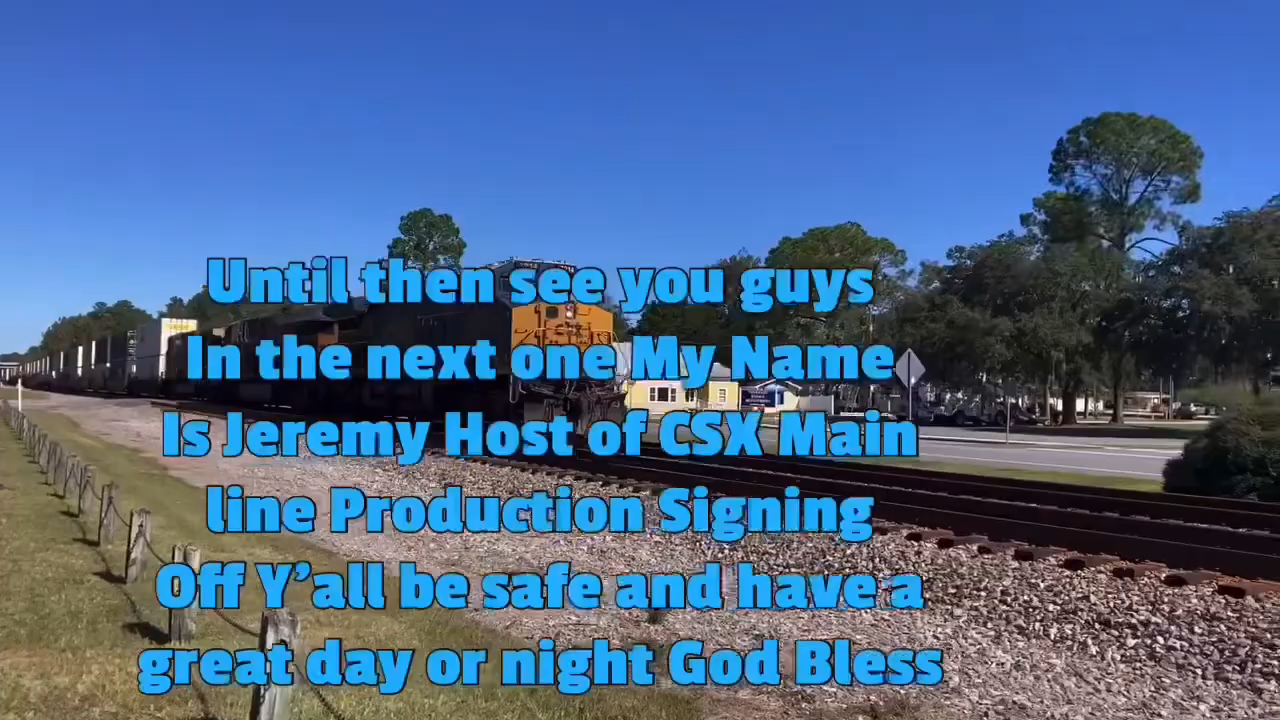 Until then see you guys
In the next one My Name
Is Jeremy Host of CSX Main
line Production Signing
Off Y'all be safe and have a
great day or night God Bless